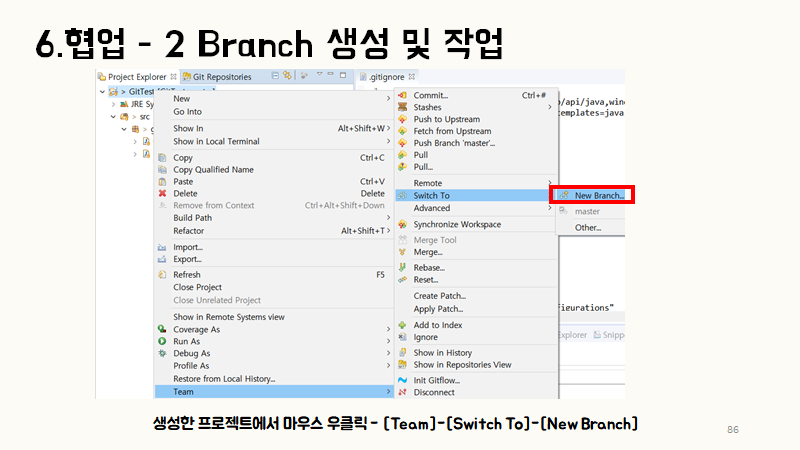 6.협업 - 2 Branch 생성 및 작업
Project Explorer
Git Repositories
.gitignore
> GitTest
JRE Sy
> src
New
Go Into
Show In Alt+Shift+W
Show in Local Terminal
Copy Ctrl+C
Copy Qualified Name
Paste Ctrl+V
Delete Delete
Remove from Context Ctrl+Alt+Shift+Down
Build Path
Refactor Alt+Shift+T
Import...
Export...
Refresh F5
Close Project
Close Unrelated Project
Show in Remote Systems view
Coverage As
Run As
Debug As
Profile As
Restore from Local History...
Team
Commit... Ctrl+#
Stashes
Push to Upstream
Fetch from Upstream
Push Branch 'master'...
Pull
Pull...
Remote
Switch To
Advanced
Synchronize Workspace
Merge Tool
Merge...
Rebase...
Reset...
Create Patch...
Apply Patch...
Add to Index
Ignore
Show in History
Show in Repositories View
Init Gitflow...
Disconnect
/api/java,win
templates=java
New Branch...
master
Other...
figurations"
Explorer
Snipp
생성한 프로젝트에서 마우스 우클릭 - [Team]-[Switch To]-[New Branch]
86